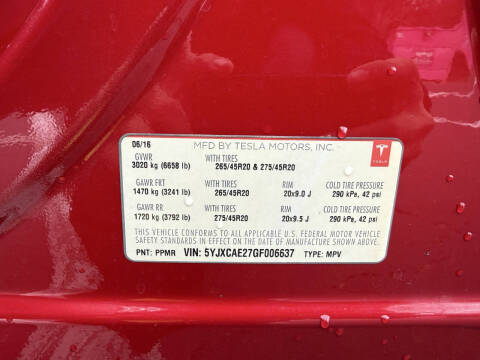 06/16 MFD BY TESLA MOTORS, INC.
GVWR WITH TIRES
3020 kg (6658 lb) 265/45R20 & 275/45R20
GAWR FRT WITH TIRES RIM COLD TIRE PRESSURE
1470 kg (3241 lb) 265/45R20 20x9.0 J 290 kPa, 42 psi
GAWR RR WITH TIRES RIM COLD TIRE PRESSURE
1720 kg (3792 lb) 275/45R20 20x9.5 J 290 kPa, 42 psi
THIS VEHICLE CONFORMS TO ALL APPLICABLE U.S. FEDERAL MOTOR VEHICLE
SAFETY STANDARDS IN EFFECT ON THE DATE OF MANUFACTURE SHOWN ABOVE.
PNT: PPMR VIN: 5YJXCAE27GF006637 TYPE: MPV